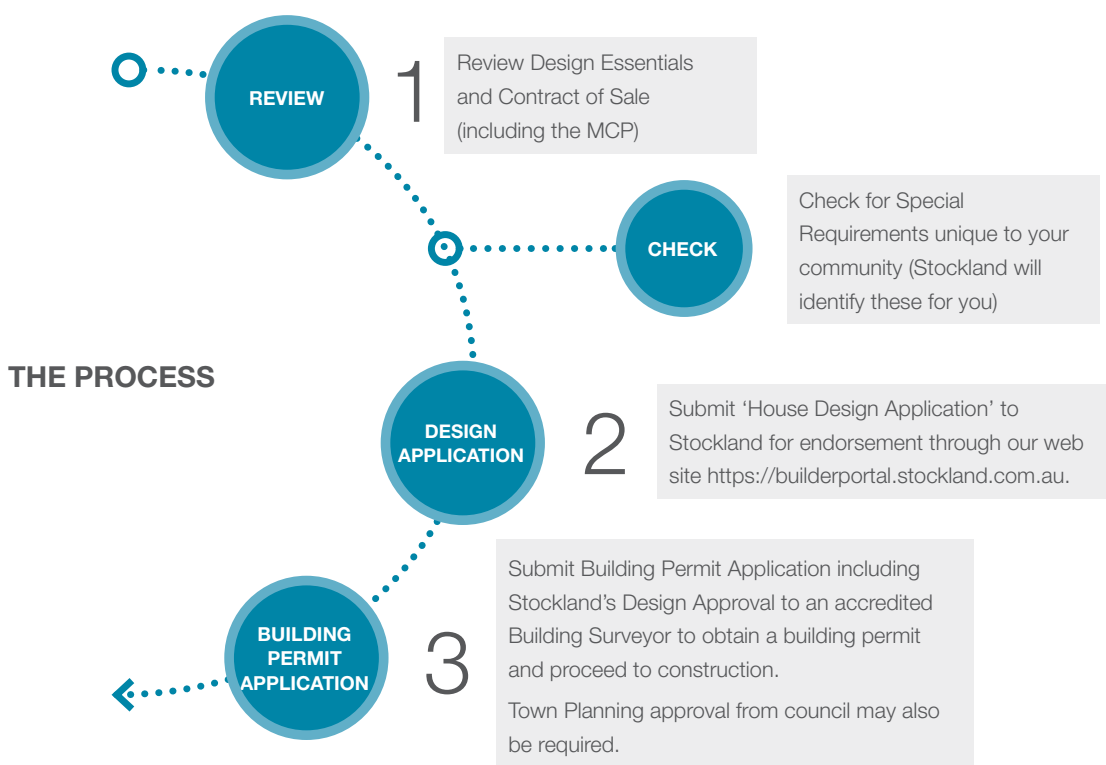 REVIEW
1
Review Design Essentials
and Contract of Sale
(including the MCP)
CHECK
Check for Special
Requirements unique to your
community (Stockland will
identify these for you)
THE PROCESS
DESIGN
APPLICATION
2
Submit ‘House Design Application’ to
Stockland for endorsement through our web
site https://builderportal.stockland.com.au.
BUILDING
PERMIT
APPLICATION
3
Submit Building Permit Application including
Stockland’s Design Approval to an accredited
Building Surveyor to obtain a building permit
and proceed to construction.
Town Planning approval from council may also
be required.